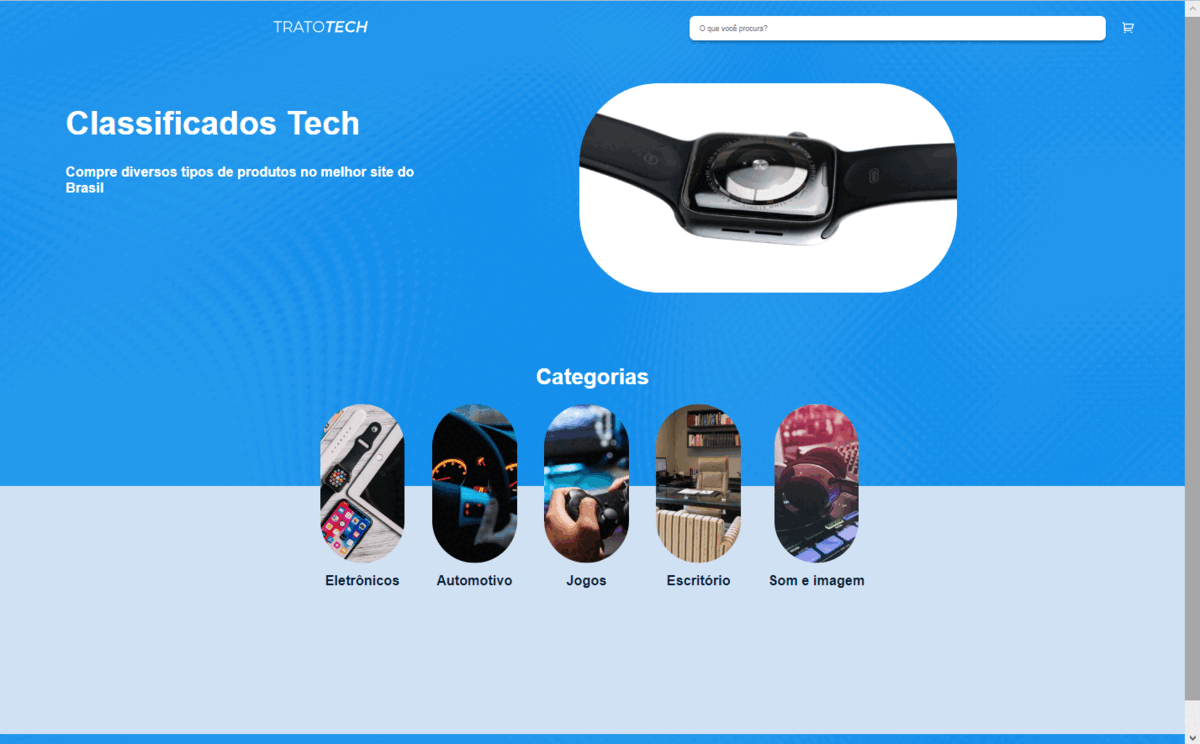 TRATOTECH
O que você procura?
Classificados Tech
Compre diversos tipos de produtos no melhor site do
Brasil
Categorias
Eletrônicos
Automotivo
Jogos
Escritório
Som e imagem